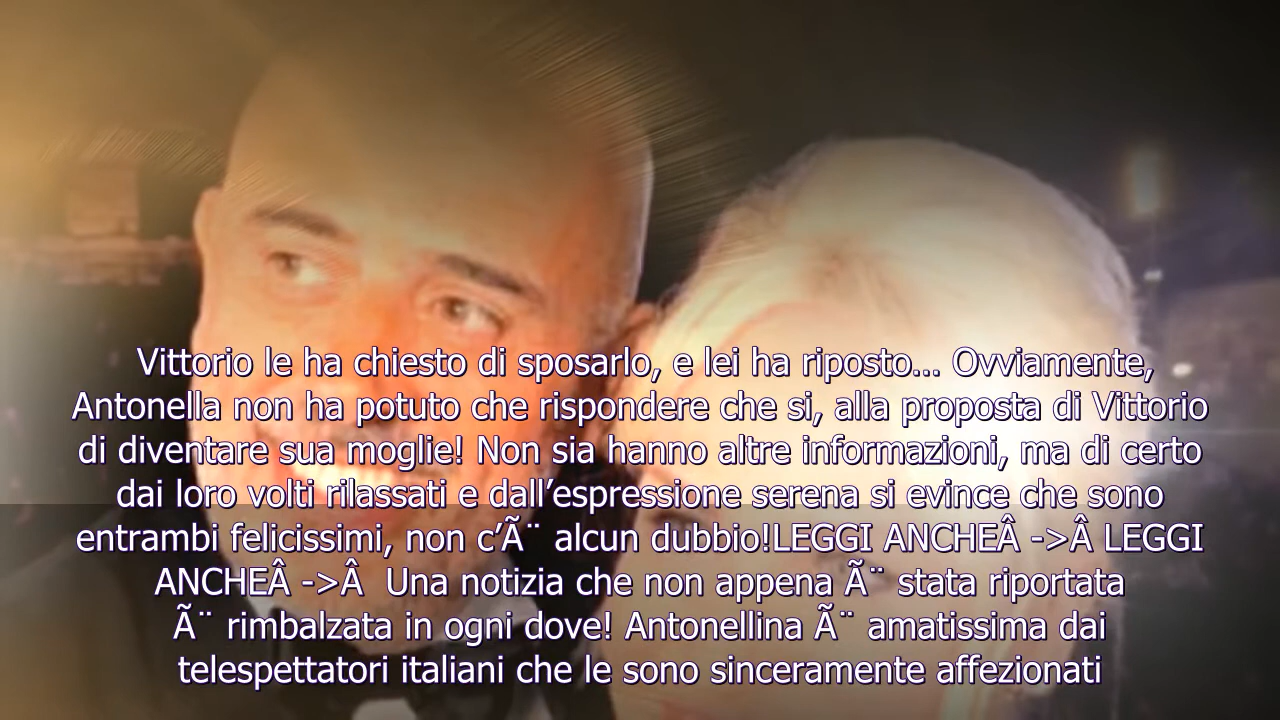 Vittorio le ha chiesto di sposarlo, e lei ha riposto... Ovviamente,
Antonella non ha potuto che rispondere che si, alla proposta di Vittorio
di diventare sua moglie! Non sia hanno altre informazioni, ma di certo
dai loro volti rilassati e dall’espressione serena si evince che sono
entrambi felicissimi, non c’Ã¨ alcun dubbio!LEGGI ANCHEÂ ->Â LEGGI
ANCHEÂ ->Â  Una notizia che non appena Ã¨ stata riportata
Ã¨ rimbalzata in ogni dove! Antonellina Ã¨ amatissima dai
telespettatori italiani che le sono sinceramente affezionati